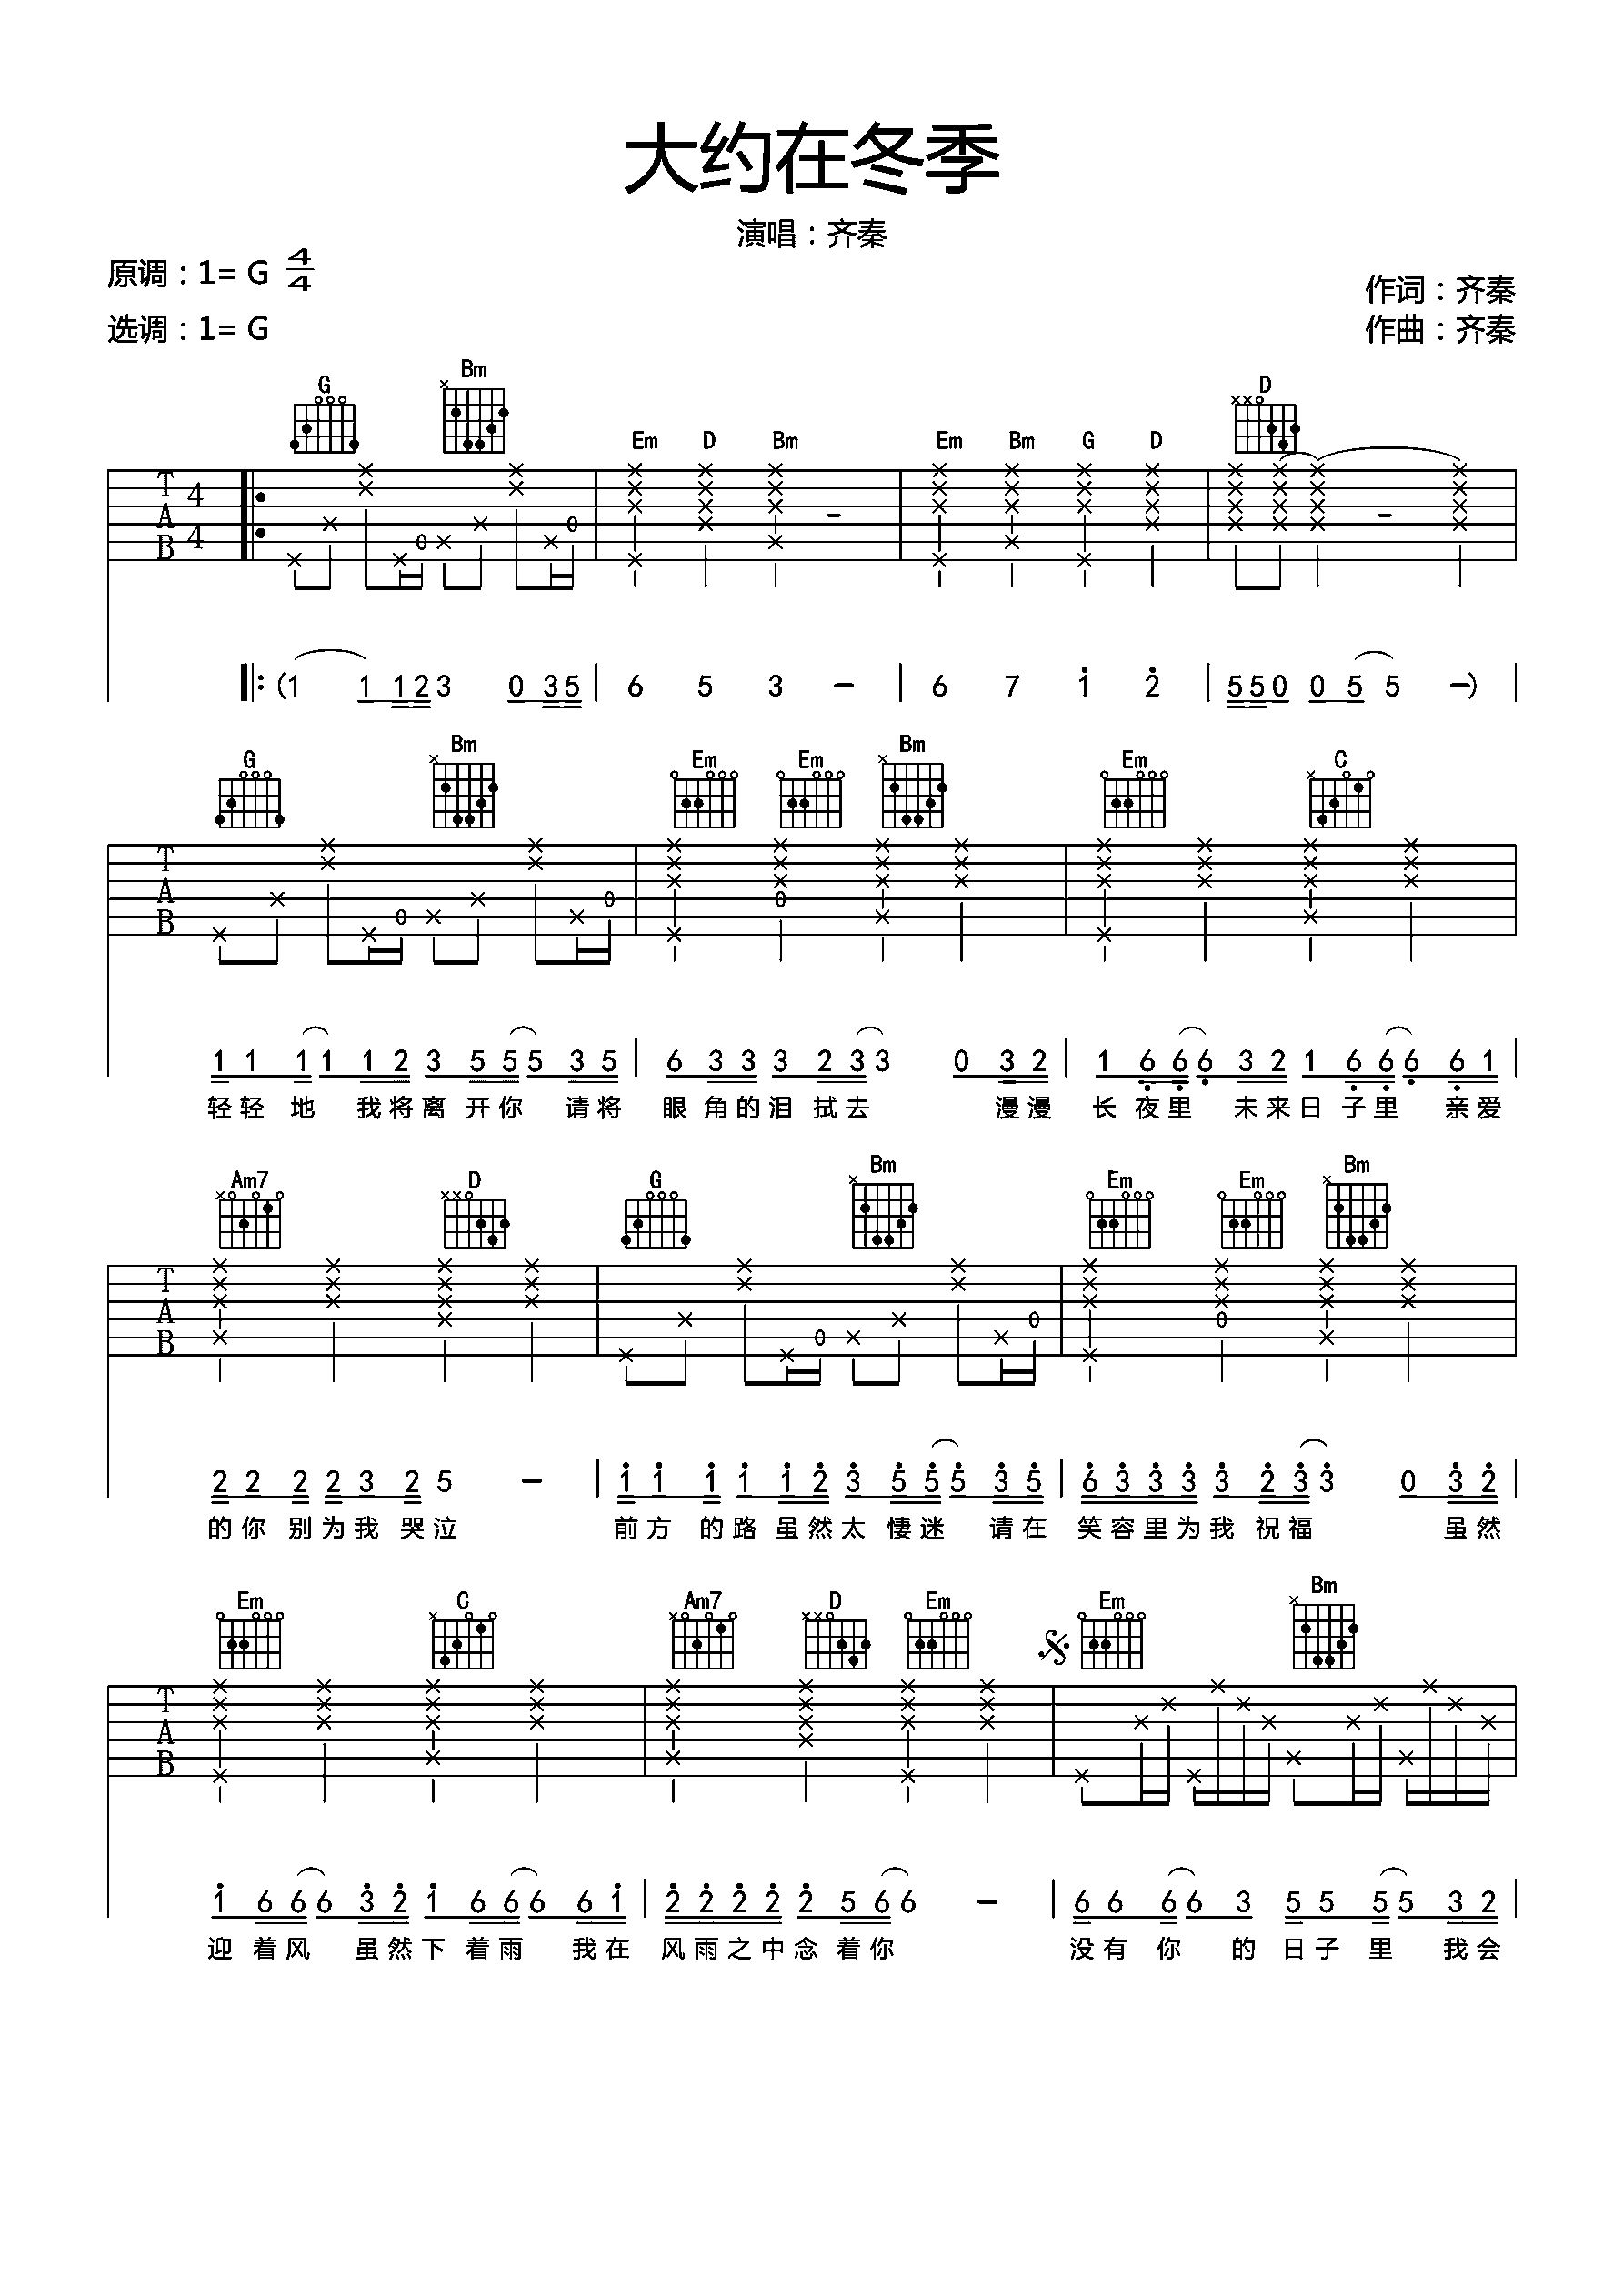 大约在冬季
演唱：齐秦
原调：1= G 4/4
选调：1= G
作词：齐秦
作曲：齐秦
G Bm Em D Bm Em Bm G D D
T A B 4 4 0 0
(1 1 1 2 3 0 3 5 | 6 5 3 – | 6 7 1 2 | 5 5 0 0 5 5 –) |
G Bm Em Em Bm Em C
T A B 0 0 0
1 1 1 1 1 2 3 5 5 5 3 5 | 6 3 3 3 2 3 3 0 3 2 | 1 6 6 6 3 2 1 6 6 6 6 1 |
轻轻 地 我将离 开你 请将 眼 角的泪 拭去 漫漫 长 夜里 未来日 子里 亲爱
Am7 D G Bm Em Em Bm
T A B 0 0 0
2 2 2 2 3 2 5 – | 1 1 1 1 1 2 3 5 5 5 3 5 | 6 3 3 3 3 2 3 3 0 3 2 |
的你 别为我 哭泣 前方 的路虽然太 悽迷 请在 笑容里为我 祝福 虽然
Em C Am7 D Em Em Bm
T A B
1 6 6 6 3 2 1 6 6 6 6 1 | 2 2 2 2 2 5 6 6 – | 6 6 6 6 3 5 5 5 5 3 2 |
迎 着风 虽然下 着雨 我在 风雨之中念着你 没有 你 的 日子 里 我会